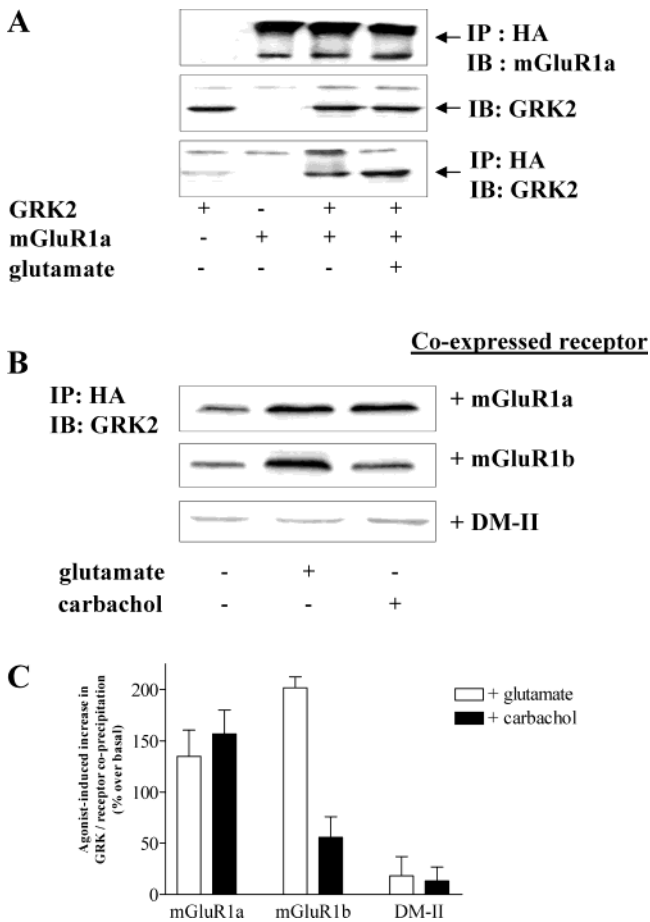 A
IP : HA
IB : mGluR1a
IB: GRK2
IP: HA
IB: GRK2
GRK2 + - + +
mGluR1a - + + +
glutamate - - - +
Co-expressed receptor
B
IP: HA
IB: GRK2
+ mGluR1a
+ mGluR1b
+ DM-II
glutamate - + -
carbachol - - +
C
Agonist-induced increase in
GRK / receptor co-precipitation
(% over basal)
200
150
100
50
0
mGluR1a mGluR1b DM-II
+ glutamate
+ carbachol